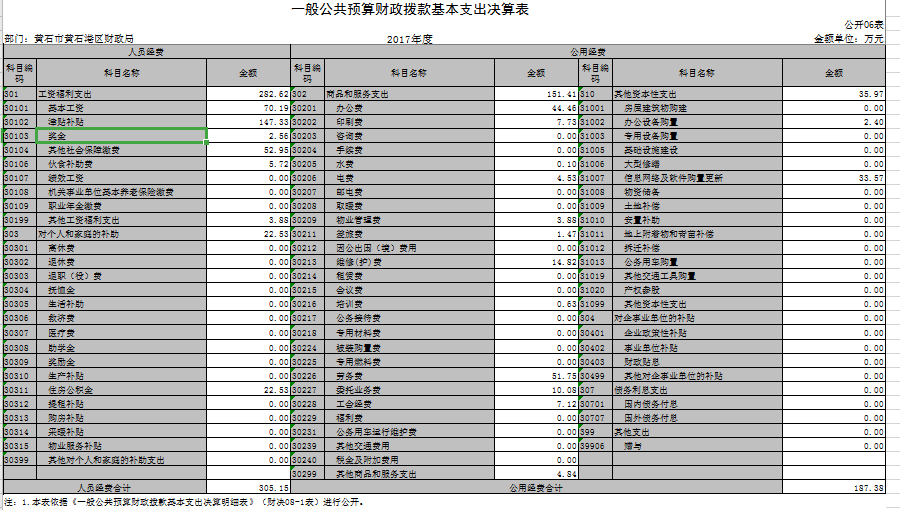 一般公共预算财政拨款基本支出决算表
公开06表
部门：黄石市黄石港区财政局 2017年度 金额单位：万元
人员经费 公用经费
科目编码 科目名称 金额 科目编码 科目名称 金额 科目编码 科目名称 金额
301 工资福利支出 282.62 302 商品和服务支出 151.41 310 其他资本性支出 35.97
30101 基本工资 70.19 30201 办公费 44.46 31001 房屋建筑物购建 0.00
30102 津贴补贴 147.33 30202 印刷费 7.73 31002 办公设备购置 2.40
30103 奖金 2.56 30203 咨询费 0.00 31003 专用设备购置 0.00
30104 其他社会保障缴费 52.95 30204 手续费 0.00 31005 基础设施建设 0.00
30106 伙食补助费 5.72 30205 水费 0.10 31006 大型修缮 0.00
30107 绩效工资 0.00 30206 电费 4.53 31007 信息网络及软件购置更新 33.57
30108 机关事业单位基本养老保险缴费 0.00 30207 邮电费 0.00 31008 物资储备 0.00
30109 职业年金缴费 0.00 30208 取暖费 0.00 31009 土地补偿 0.00
30199 其他工资福利支出 3.88 30209 物业管理费 3.88 31010 安置补助 0.00
303 对个人和家庭的补助 22.53 30211 差旅费 1.47 31011 地上附着物和青苗补偿 0.00
30301 离休费 0.00 30212 因公出国（境）费用 0.00 31012 拆迁补偿 0.00
30302 退休费 0.00 30213 维修(护)费 14.82 31013 公务用车购置 0.00
30303 退职（役）费 0.00 30214 租赁费 0.00 31019 其他交通工具购置 0.00
30304 抚恤金 0.00 30215 会议费 0.00 31020 产权参股 0.00
30305 生活补助 0.00 30216 培训费 0.63 31099 其他资本性支出 0.00
30306 救济费 0.00 30217 公务接待费 0.00 304 对企事业单位的补贴 0.00
30307 医疗费 0.00 30218 专用材料费 0.00 30401 企业政策性补贴 0.00
30308 助学金 0.00 30224 被装购置费 0.00 30402 事业单位补贴 0.00
30309 奖励金 0.00 30225 专用燃料费 0.00 30403 财政贴息 0.00
30310 生产补贴 0.00 30226 劳务费 51.75 30499 其他对企事业单位的补贴 0.00
30311 住房公积金 22.53 30227 委托业务费 10.08 307 债务利息支出 0.00
30312 提租补贴 0.00 30228 工会经费 7.12 30701 国内债务付息 0.00
30313 购房补贴 0.00 30229 福利费 0.00 30707 国外债务付息 0.00
30314 采暖补贴 0.00 30231 公务用车运行维护费 0.00 399 其他支出 0.00
30315 物业服务补贴 0.00 30239 其他交通费用 0.00 39906 赠与 0.00
30399 其他对个人和家庭的补助支出 0.00 30240 税金及附加费用 0.00
30299 其他商品和服务支出 4.84
人员经费合计 305.15 公用经费合计 187.38
注：1.本表依据《一般公共预算财政拨款基本支出决算明细表》（财决08-1表）进行公开。